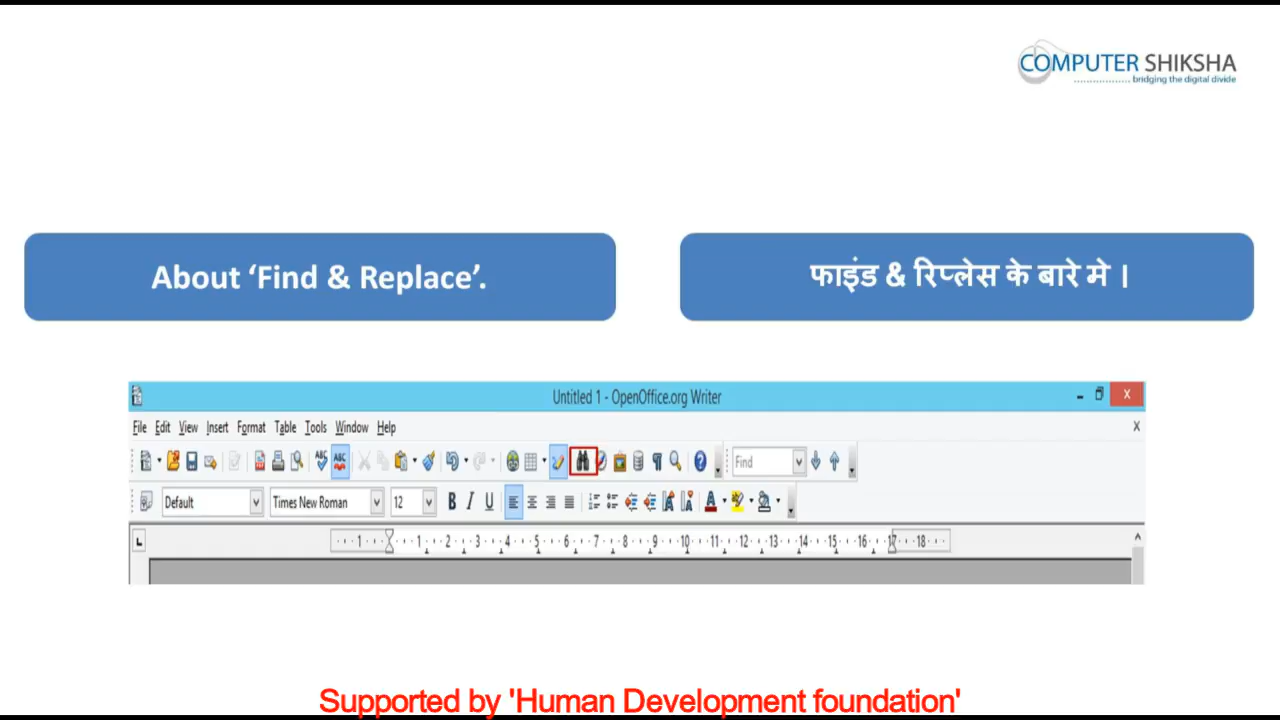 COMPUTER SHIKSHA
bridging the digital divide
About ‘Find & Replace’.
फाइंड & रिप्लेस के बारे मे |
Untitled 1 - OpenOffice.org Writer
File Edit View Insert Format Table Tools Window Help
Find
Default Times New Roman 12 B I U
1 1 2 3 4 5 6 7 8 9 10 11 12 13 14 15 16 17 18
Supported by 'Human Development foundation'